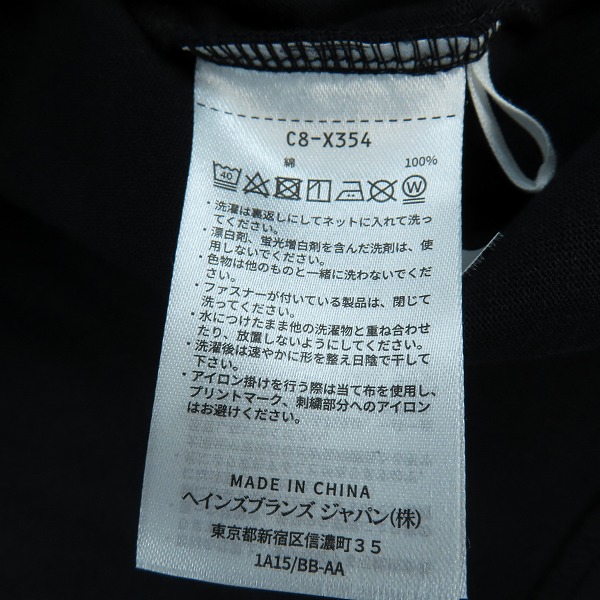 C8-X354
綿 100%
40 W
・洗濯は裏返しにしてネットに入れて洗っ
てください。
・漂白剤、蛍光増白剤を含んだ洗剤は、使
用しないでください。
・色物は他のものと一緒に洗わないでくだ
さい。
・ファスナーが付いている製品は、閉じて
洗ってください。
・水につけたまま他の洗濯物と重ね合わせ
たり、放置しないようにしてください。
・洗濯後は速やかに形を整え日陰で干して
下さい。
・アイロン掛けを行う際は当て布を使用し、
プリントマーク、刺繍部分へのアイロン
はお避けください。
MADE IN CHINA
ヘインズブランズ ジャパン(株)
東京都新宿区信濃町35
1A15/BB-AA